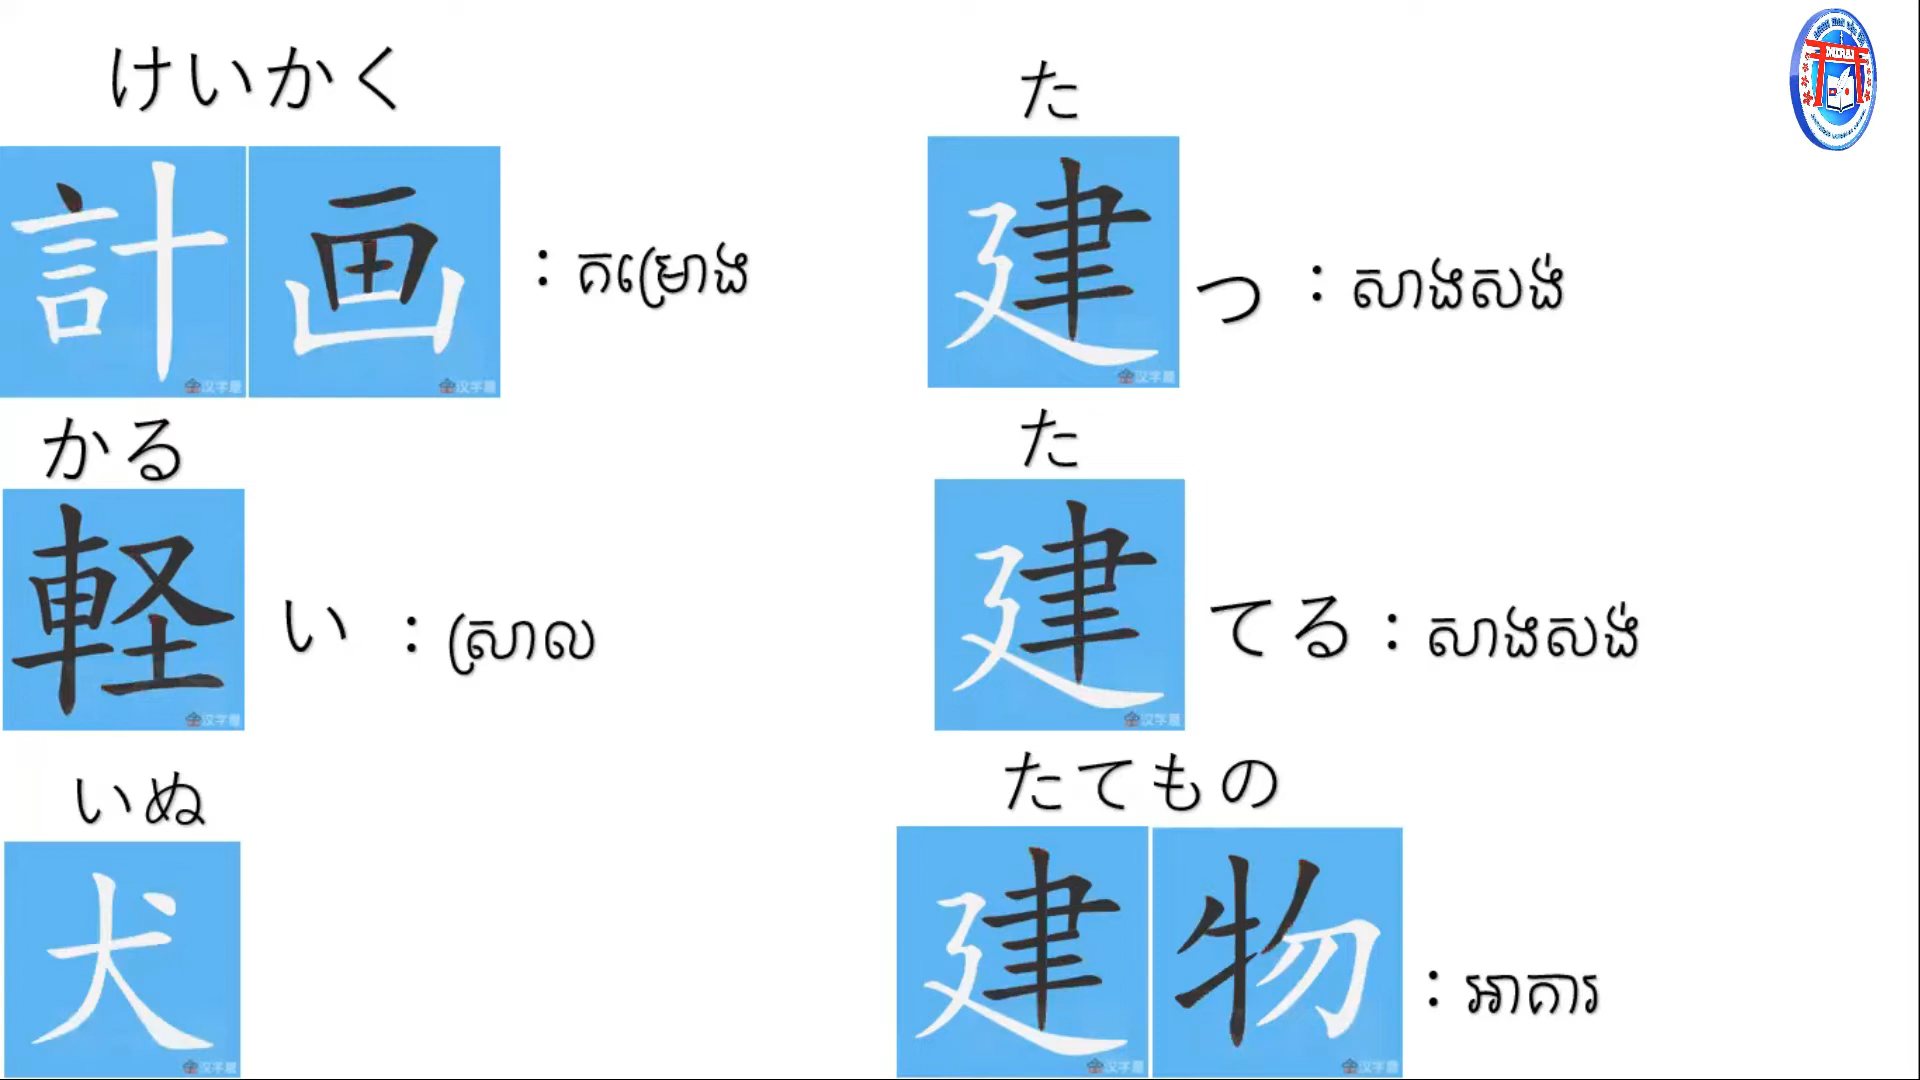 けいかく
計画 : គម្រោង
かる
軽い : ស្រាល
いぬ
犬
た
建つ : សាងសង់
た
建てる : សាងសង់
たてもの
建物 : អាគារ
MIRAI